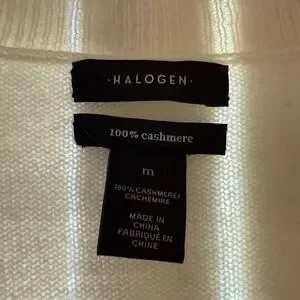 ·HALOGEN·
100% cashmere
m
100% CASHMERE/
CACHEMIRE
MADE IN
CHINA
FABRIQUÉ EN
CHINE